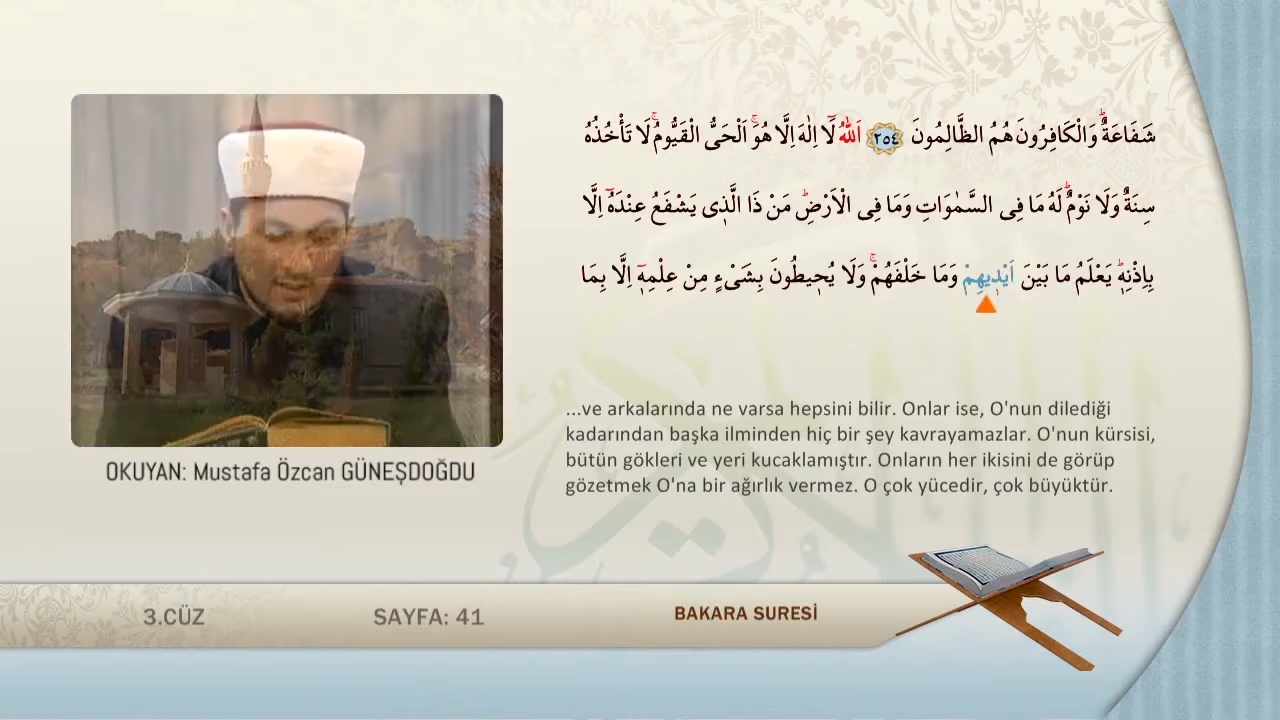 شَفَاعَةٌۜ وَالْكَافِرُونَ هُمُ الظَّالِمُونَ ٢٥٤ اَللّٰهُ لَٓا اِلٰهَ اِلَّا هُوَۚ اَلْحَيُّ الْقَيُّومُۚ لَا تَأْخُذُهُ
سِنَةٌ وَلَا نَوْمٌۜ لَهُ مَا فِى السَّمٰوَاتِ وَمَا فِى الْاَرْضِۜ مَنْ ذَا الَّذٖى يَشْفَعُ عِنْدَهُٓ اِلَّا
بِاِذْنِهٖۜ يَعْلَمُ مَا بَيْنَ اَيْدٖيهِمْ وَمَا خَلْفَهُمْۚ وَلَا يُحٖيطُونَ بِشَىْءٍ مِنْ عِلْمِهٖٓ اِلَّا بِمَا
...ve arkalarında ne varsa hepsini bilir. Onlar ise, O'nun dilediği
kadarından başka ilminden hiç bir şey kavrayamazlar. O'nun kürsisi,
bütün gökleri ve yeri kucaklamıştır. Onların her ikisini de görüp
gözetmek O'na bir ağırlık vermez. O çok yücedir, çok büyüktür.
OKUYAN: Mustafa Özcan GÜNEŞDOĞDU
3.CÜZ
SAYFA: 41
BAKARA SURESİ